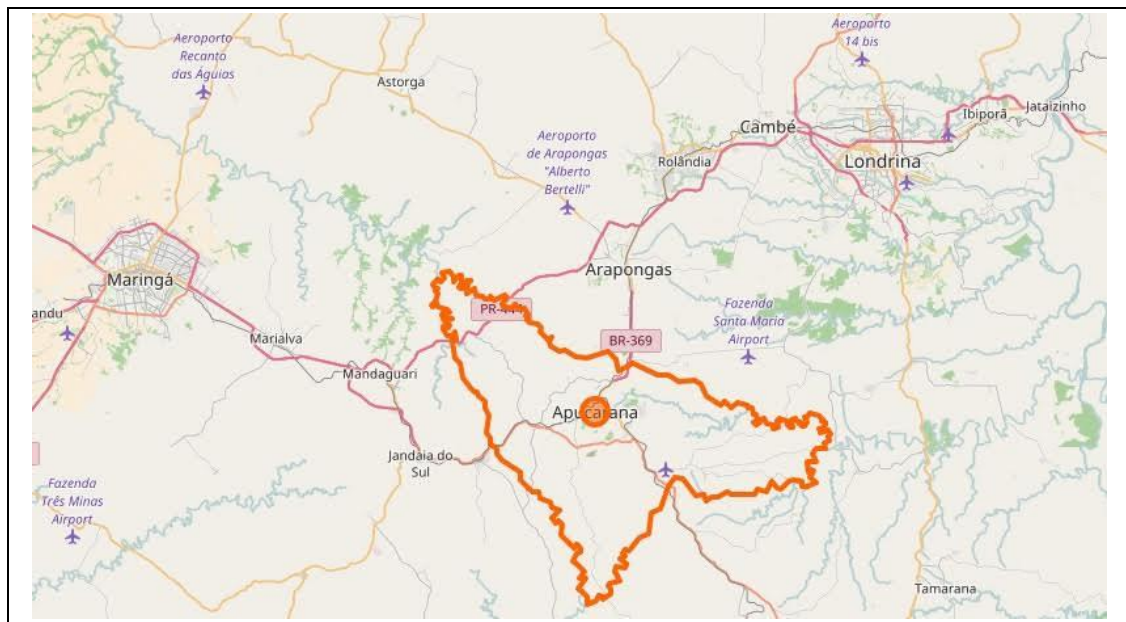 Aeroporto
Recanto
das Águias
Aeroporto
14 bis
Astorga
Ibiporã
Jataizinho
Cambé
Aeroporto
de Arapongas
"Alberto
Bertelli"
Rolândia
Londrina
Maringá
Arapongas
andu
PR-444
Fazenda
Santa Maria
Airport
Marialva
BR-369
Mandaguari
Apucarana
Jandaia do
Sul
Fazenda
Três Minas
Airport
Tamarana